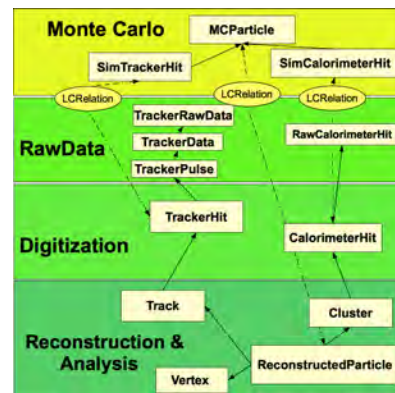 Monte Carlo
MCParticle
SimTrackerHit
SimCalorimeterHit
LCRelation
LCRelation
LCRelation
TrackerRawData
RawCalorimeterHit
TrackerData
RawData
TrackerPulse
TrackerHit
CalorimeterHit
Digitization
Track
Cluster
Reconstruction &
Analysis
ReconstructedParticle
Vertex